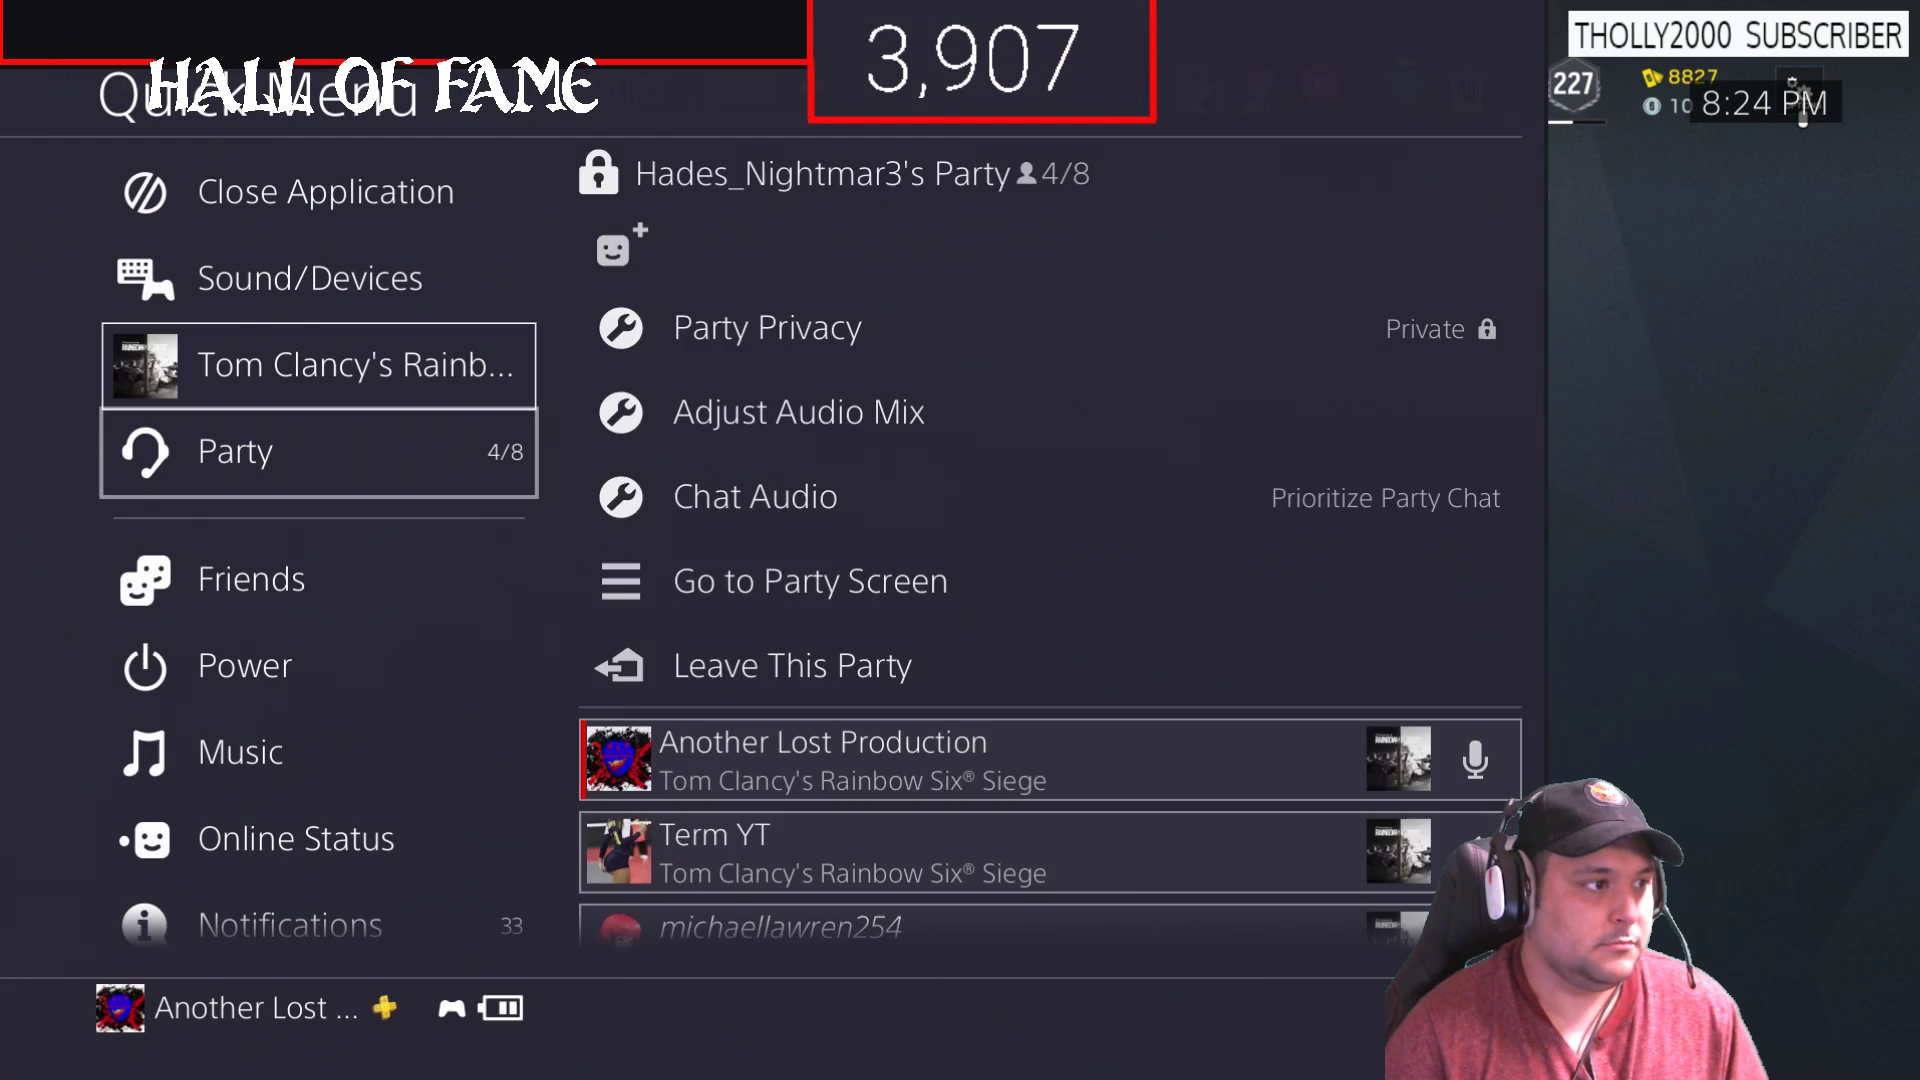 3,907
THOLLY2000 SUBSCRIBER
HALL OF FAME
Quick Menu
227
8827
10
8:24 PM
Close Application
Sound/Devices
Tom Clancy's Rainb...
Party 4/8
Friends
Power
Music
Online Status
Notifications 33
Hades_Nightmar3's Party 4/8
Party Privacy Private
Adjust Audio Mix
Chat Audio Prioritize Party Chat
Go to Party Screen
Leave This Party
Another Lost Production
Tom Clancy's Rainbow Six® Siege
Term YT
Tom Clancy's Rainbow Six® Siege
michaellawren254
Another Lost ...